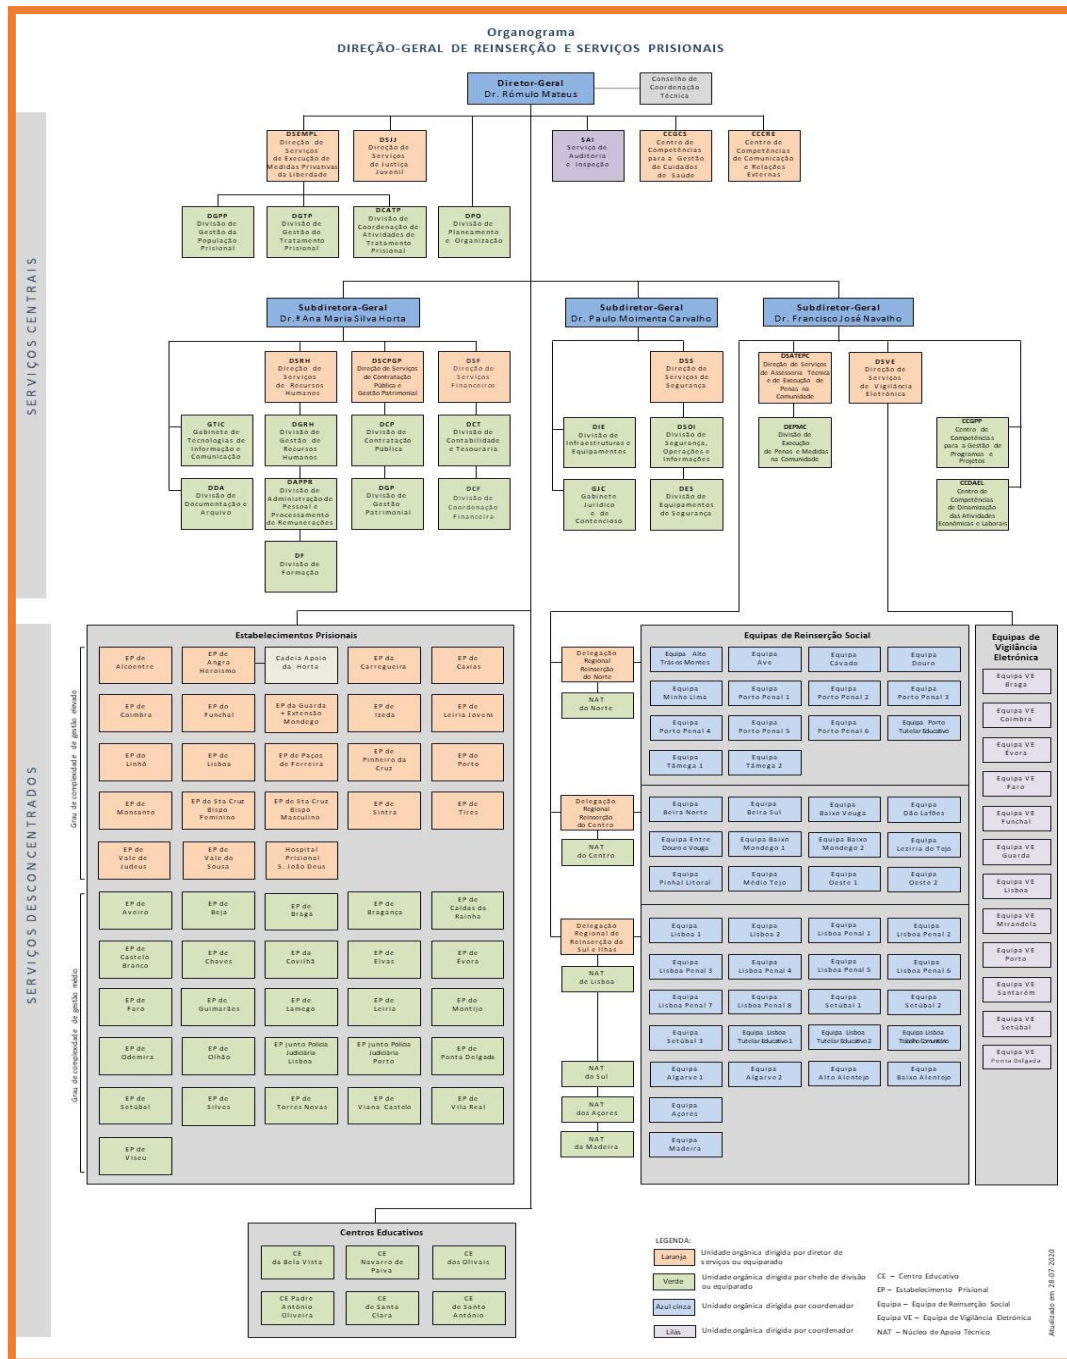 Organograma
DIREÇÃO-GERAL DE REINSERÇÃO E SERVIÇOS PRISIONAIS
Diretor-Geral
Dr. Rómulo Mateus
Conselho de
Coordenação
Técnica
SERVIÇOS CENTRAIS
DSEMPL
Direção de
Serviços
de Execução de
Medidas Privativas
da Liberdade
DSJJ
Direção de
Serviços
de Justiça
Juvenil
SAI
Serviço de
Auditoria
e Inspeção
CCGCS
Centro de
Competências
para a Gestão
de Cuidados
de Saúde
CCCRE
Centro de
Competências
de Comunicação
e Relações
Externas
DGPP
Divisão de
Gestão da
População
Prisional
DGTP
Divisão de
Gestão do
Tratamento
Prisional
DCATP
Divisão de
Coordenação de
Atividades de
Tratamento
Prisional
DPO
Divisão de
Planeamento
e Organização
Subdiretora-Geral
Dr.ª Ana Maria Silva Horta
Subdiretor-Geral
Dr. Paulo Moimenta Carvalho
Subdiretor-Geral
Dr. Francisco José Navalho
DSRH
Direção de
Serviços
de Recursos
Humanos
DSCPGP
Direção de Serviços
de Contratação
Pública e
Gestão Patrimonial
DSF
Direção de
Serviços
Financeiros
DSS
Direção de
Serviços de
Segurança
DSATEPC
Direção de Serviços
de Assessoria Técnica
e de Execução de
Penas na
Comunidade
DSVE
Direção de
Serviços
de Vigilância
Eletrónica
GTIC
Gabinete de
Tecnologias de
Informação e
Comunicação
DGRH
Divisão de
Gestão de
Recursos
Humanos
DCP
Divisão de
Contratação
Pública
DCT
Divisão de
Contabilidade
e Tesouraria
DIE
Divisão de
Infraestruturas e
Equipamentos
DSOI
Divisão de
Segurança,
Operações e
Informações
DEPMC
Divisão de
Execução
de Penas e Medidas
na Comunidade
CCGPP
Centro de
Competências
para a Gestão de
Programas e
Projetos
DDA
Divisão de
Documentação e
Arquivo
DAPPR
Divisão de
Administração de
Pessoal e
Processamento
de Remunerações
DGP
Divisão de
Gestão
Patrimonial
DCF
Divisão de
Coordenação
Financeira
GJC
Gabinete
Jurídico
e de
Contencioso
DES
Divisão de
Equipamentos
de Segurança
CCDAEL
Centro de
Competências
de Dinamização
das Atividades
Económicas e Laborais
DF
Divisão de
Formação
SERVIÇOS DESCONCENTRADOS
Estabelecimentos Prisionais
Grau de complexidade de gestão elevado
EP de
Alcoentre
EP de
Angra
Heroísmo
Cadeia Apoio
da Horta
EP da
Carregueira
EP de
Caxias
EP de
Coimbra
EP do
Funchal
EP da Guarda
+ Extensão
Mondego
EP de
Izeda
EP de
Leiria Jovens
EP do
Linhó
EP de
Lisboa
EP de Paços
de Ferreira
EP de
Pinheiro da
Cruz
EP do
Porto
EP de
Monsanto
EP de Sta Cruz
Bispo
Feminino
EP de Sta Cruz
Bispo
Masculino
EP de
Sintra
EP de
Tires
EP de
Vale de
Judeus
EP de
Vale do
Sousa
Hospital
Prisional
S. João Deus
Grau de complexidade de gestão médio
EP de
Aveiro
EP de
Beja
EP de
Braga
EP de
Bragança
EP de
Caldas da
Rainha
EP de
Castelo
Branco
EP de
Chaves
EP da
Covilhã
EP de
Elvas
EP de
Évora
EP de
Faro
EP de
Guimarães
EP de
Lamego
EP de
Leiria
EP do
Montijo
EP de
Odemira
EP de
Olhão
EP junto Polícia
Judiciária
Lisboa
EP junto Polícia
Judiciária
Porto
EP de
Ponta Delgada
EP de
Setúbal
EP de
Silves
EP de
Torres Novas
EP de
Viana Castelo
EP de
Vila Real
EP de
Viseu
Delegação
Regional
Reinserção
do Norte
NAT
do Norte
Delegação
Regional
Reinserção
do Centro
NAT
do Centro
Delegação
Regional de
Reinserção do
Sul e Ilhas
NAT
de Lisboa
NAT
do Sul
NAT
dos Açores
NAT
da Madeira
Equipas de Reinserção Social
Equipa Alto
Trás os Montes
Equipa
Ave
Equipa
Cávado
Equipa
Douro
Equipa
Minho Lima
Equipa
Porto Penal 1
Equipa
Porto Penal 2
Equipa
Porto Penal 3
Equipa
Porto Penal 4
Equipa
Porto Penal 5
Equipa
Porto Penal 6
Equipa Porto
Tutelar Educativo
Equipa
Tâmega 1
Equipa
Tâmega 2
Equipa
Beira Norte
Equipa
Beira Sul
Equipa
Baixo Vouga
Equipa
Dão Lafões
Equipa Entre
Douro e Vouga
Equipa Baixo
Mondego 1
Equipa Baixo
Mondego 2
Equipa
Leziria do Tejo
Equipa
Pinhal Litoral
Equipa
Médio Tejo
Equipa
Oeste 1
Equipa
Oeste 2
Equipa
Lisboa 1
Equipa
Lisboa 2
Equipa
Lisboa Penal 1
Equipa
Lisboa Penal 2
Equipa
Lisboa Penal 3
Equipa
Lisboa Penal 4
Equipa
Lisboa Penal 5
Equipa
Lisboa Penal 6
Equipa
Lisboa Penal 7
Equipa
Lisboa Penal 8
Equipa
Setúbal 1
Equipa
Setúbal 2
Equipa
Setúbal 3
Equipa Lisboa
Tutelar Educativo 1
Equipa Lisboa
Tutelar Educativo 2
Equipa Lisboa
Trabalho Comunitário
Equipa
Algarve 1
Equipa
Algarve 2
Equipa
Alto Alentejo
Equipa
Baixo Alentejo
Equipa
Açores
Equipa
Madeira
Equipas de
Vigilância
Eletrónica
Equipa VE
Braga
Equipa VE
Coimbra
Equipa VE
Évora
Equipa VE
Faro
Equipa VE
Funchal
Equipa VE
Guarda
Equipa VE
Lisboa
Equipa VE
Mirandela
Equipa VE
Porto
Equipa VE
Santarém
Equipa VE
Setúbal
Equipa VE
Ponta Delgada
Centros Educativos
CE
da Bela Vista
CE
Navarro de
Paiva
CE
dos Olivais
CE Padre
António
Oliveira
CE
de Santa
Clara
CE
de Santo
António
LEGENDA:
Laranja
Unidade orgânica dirigida por diretor de
serviços ou equiparado
Verde
Unidade orgânica dirigida por chefe de divisão
ou equiparado
Azul cinza
Unidade orgânica dirigida por coordenador
Lilás
Unidade orgânica dirigida por coordenador
CE – Centro Educativo
EP – Estabelecimento Prisional
Equipa – Equipa de Reinserção Social
Equipa VE – Equipa de Vigilância Eletrónica
NAT – Núcleo de Apoio Técnico
Atualizado em 28-07-2020